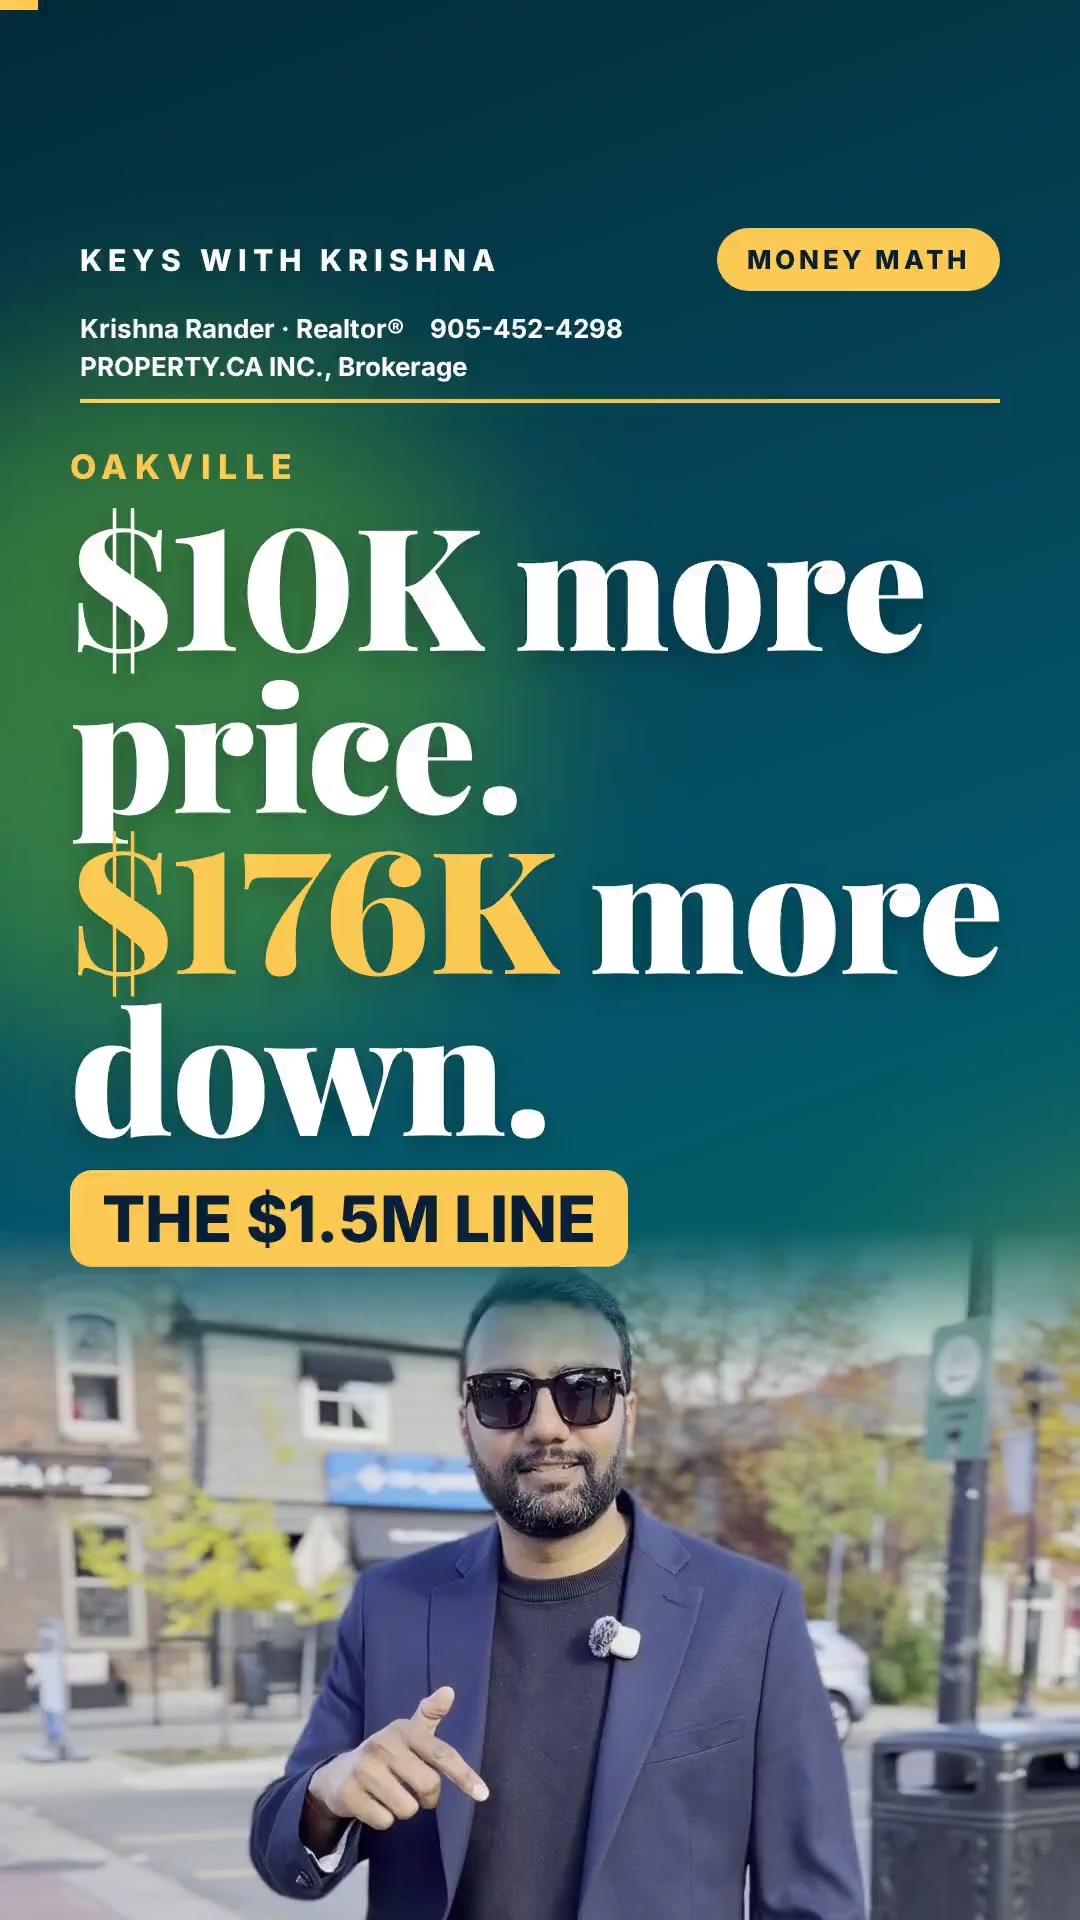 KEYS WITH KRISHNA
MONEY MATH
Krishna Rander · Realtor® 905-452-4298
PROPERTY.CA INC., Brokerage
OAKVILLE
$10K more
price.
$176K more
down.
THE $1.5M LINE